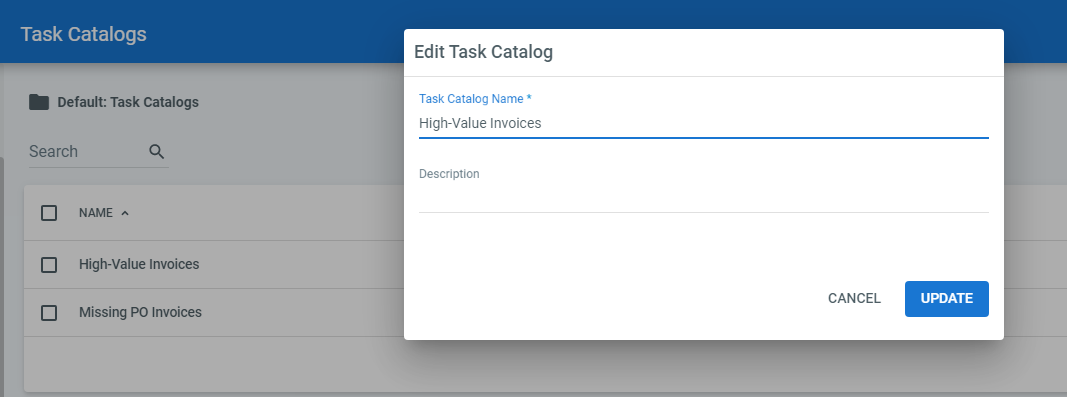 Task Catalogs
Default: Task Catalogs
Search
NAME
High-Value Invoices
Missing PO Invoices
Edit Task Catalog
Task Catalog Name *
High-Value Invoices
Description
CANCEL
UPDATE